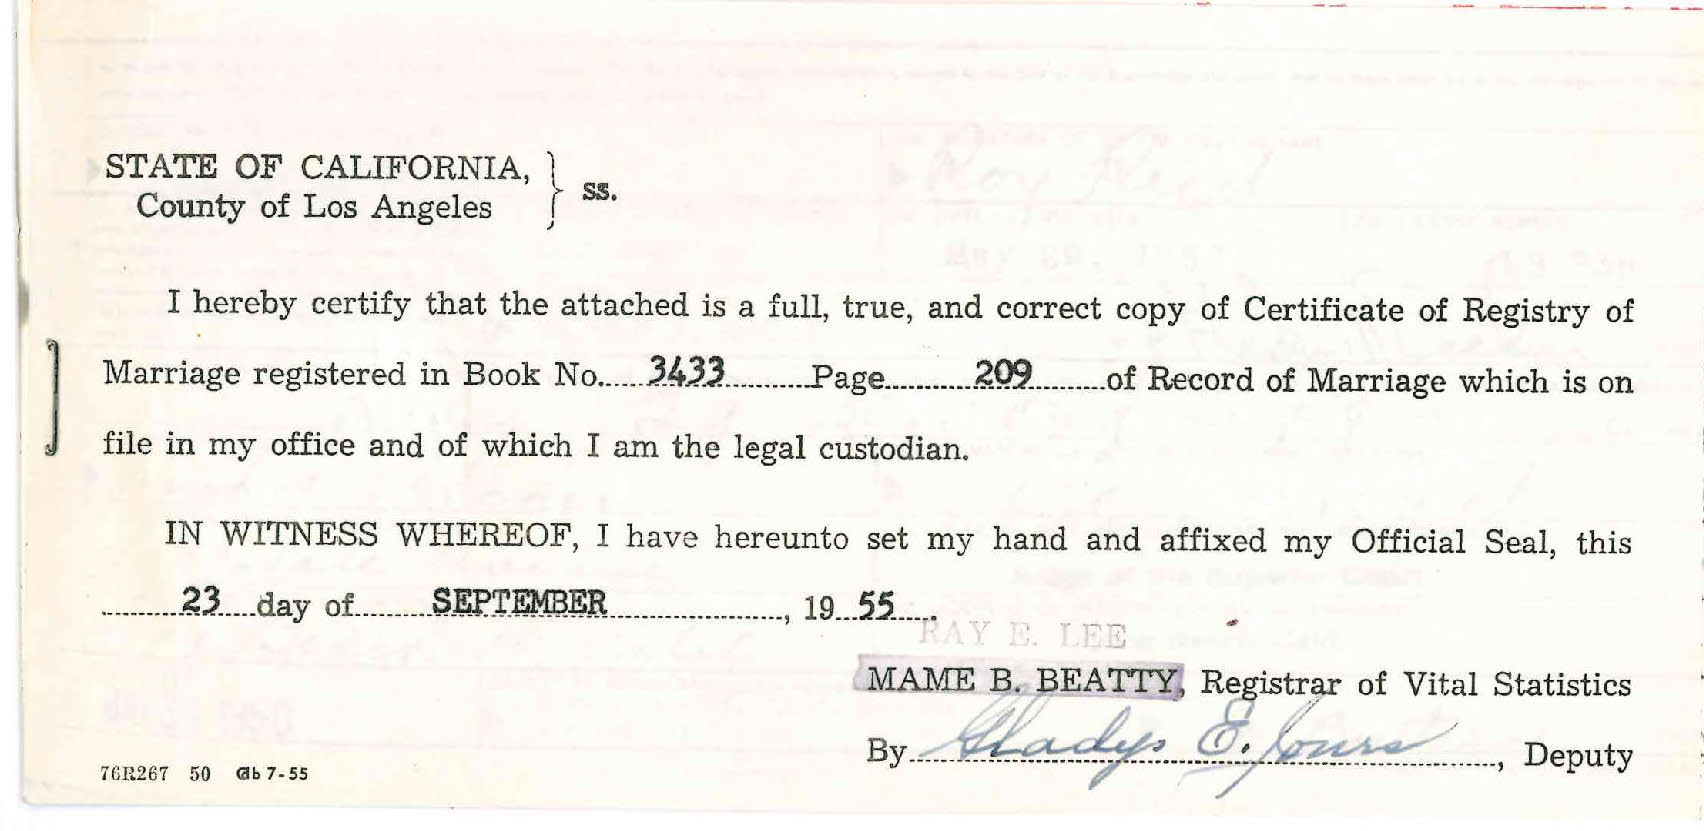 STATE OF CALIFORNIA,
County of Los Angeles } ss.
I hereby certify that the attached is a full, true, and correct copy of Certificate of Registry of
Marriage registered in Book No......3433..........Page..........209........of Record of Marriage which is on
file in my office and of which I am the legal custodian.
IN WITNESS WHEREOF, I have hereunto set my hand and affixed my Official Seal, this
.........23....day of........SEPTEMBER...................., 19...55.....
RAY E. LEE
MAME B. BEATTY, Registrar of Vital Statistics
By Gladys E. Jones, Deputy
76R267 50 7-55